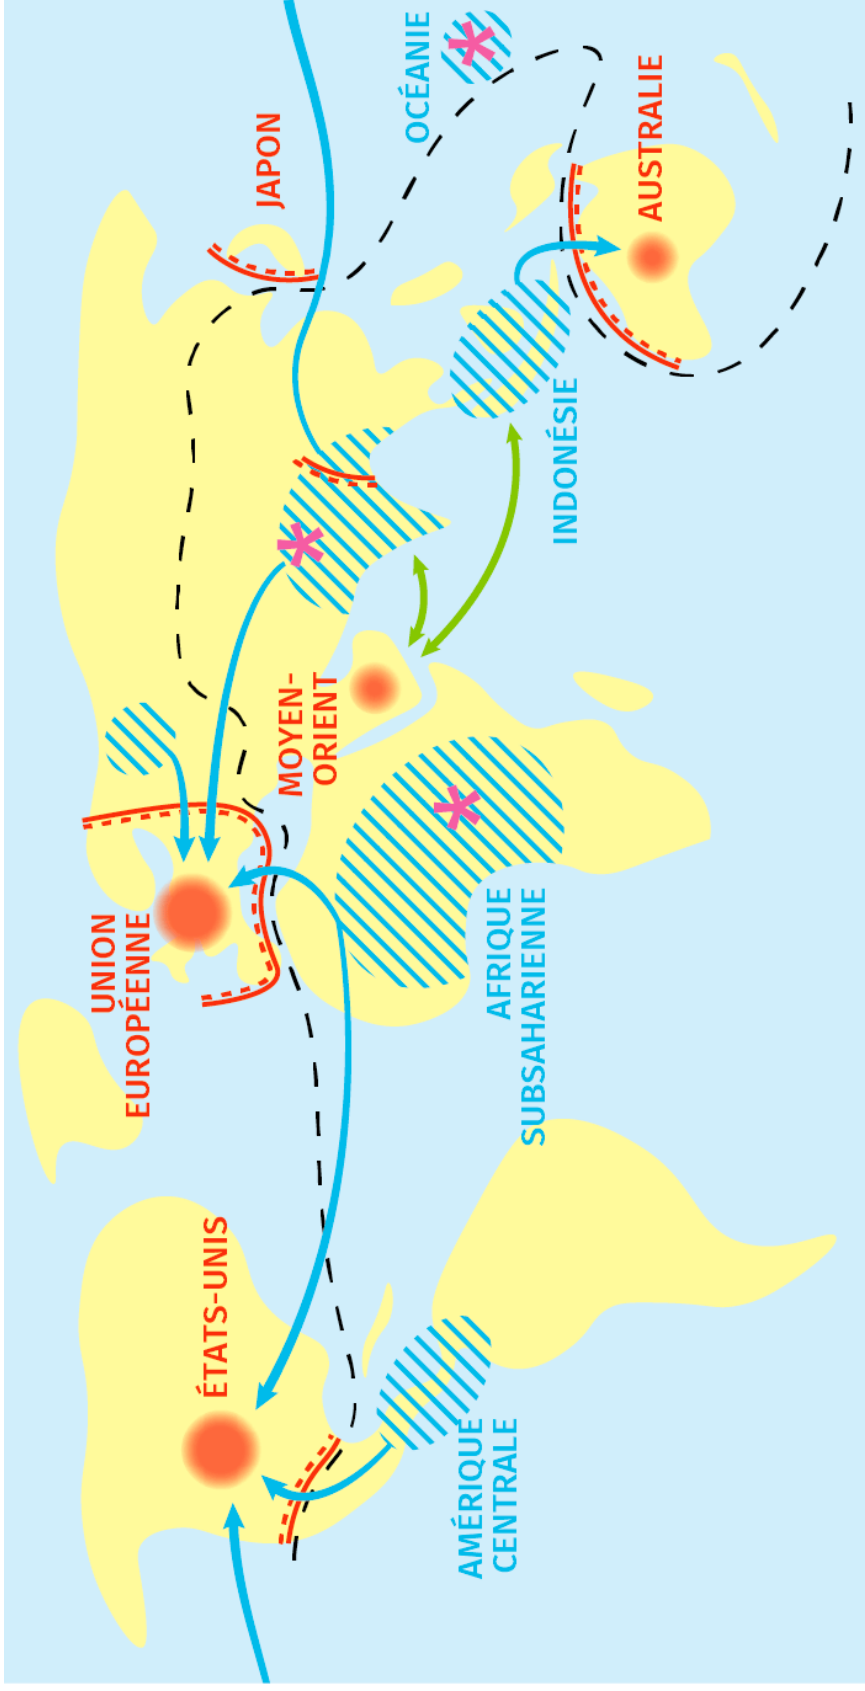 ÉTATS-UNIS
AMÉRIQUE
CENTRALE
UNION
EUROPÉENNE
AFRIQUE
SUBSAHARIENNE
MOYEN-
ORIENT
INDONÉSIE
JAPON
OCÉANIE
AUSTRALIE